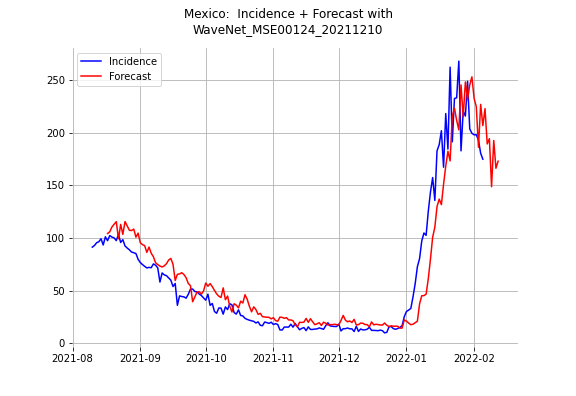 Mexico:  Incidence + Forecast with
WaveNet_MSE00124_20211210
Incidence
Forecast
250
200
150
100
50
0
2021-08 2021-09 2021-10 2021-11 2021-12 2022-01 2022-02